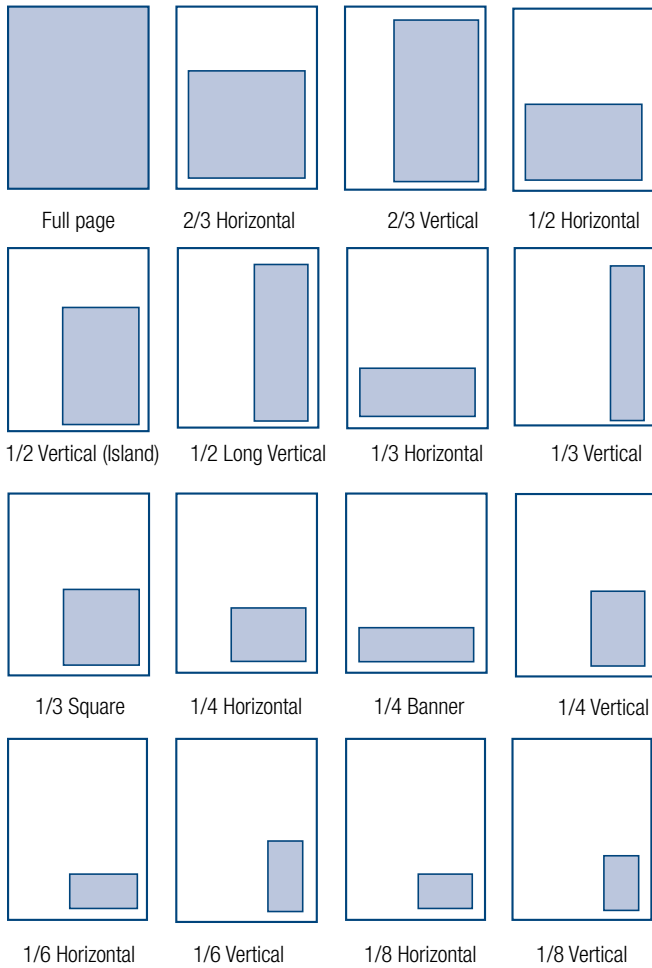 Full page
2/3 Horizontal
2/3 Vertical
1/2 Horizontal
1/2 Vertical (Island)
1/2 Long Vertical
1/3 Horizontal
1/3 Vertical
1/3 Square
1/4 Horizontal
1/4 Banner
1/4 Vertical
1/6 Horizontal
1/6 Vertical
1/8 Horizontal
1/8 Vertical